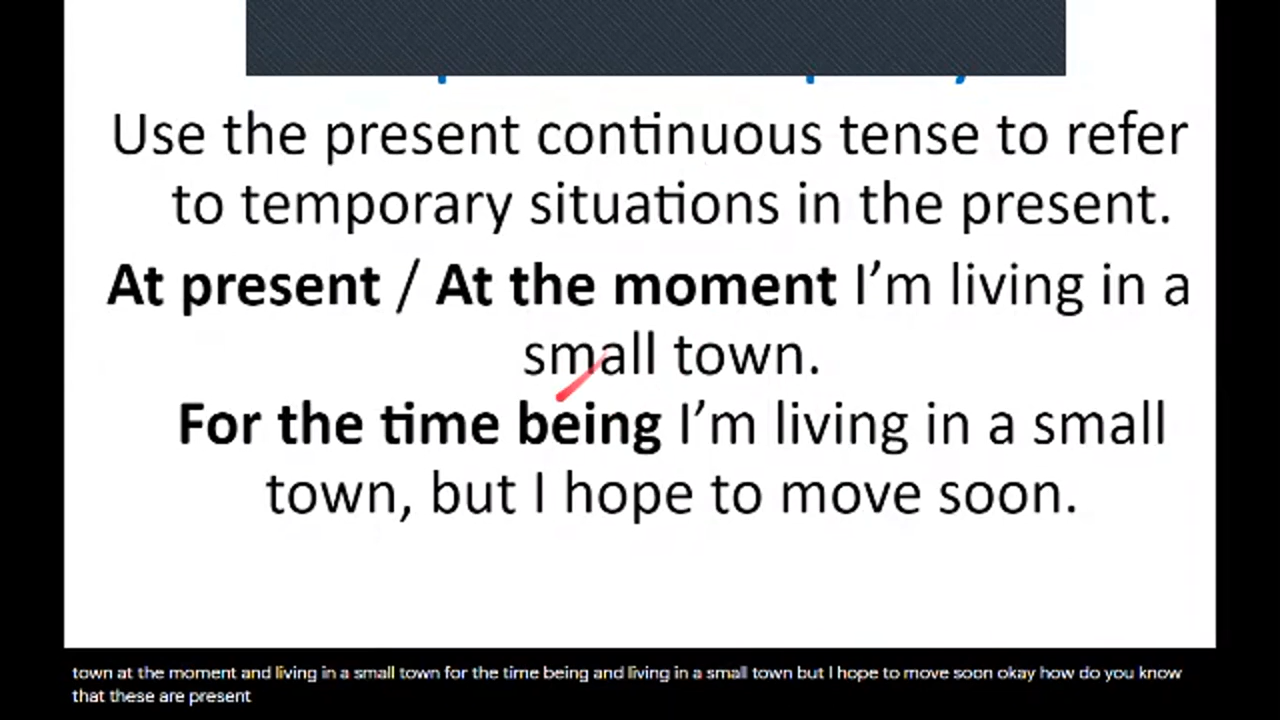 Use the present continuous tense to refer
to temporary situations in the present.
At present / At the moment I’m living in a
small town.
For the time being I’m living in a small
town, but I hope to move soon.
town at the moment and living in a small town for the time being and living in a small town but I hope to move soon okay how do you know
that these are present